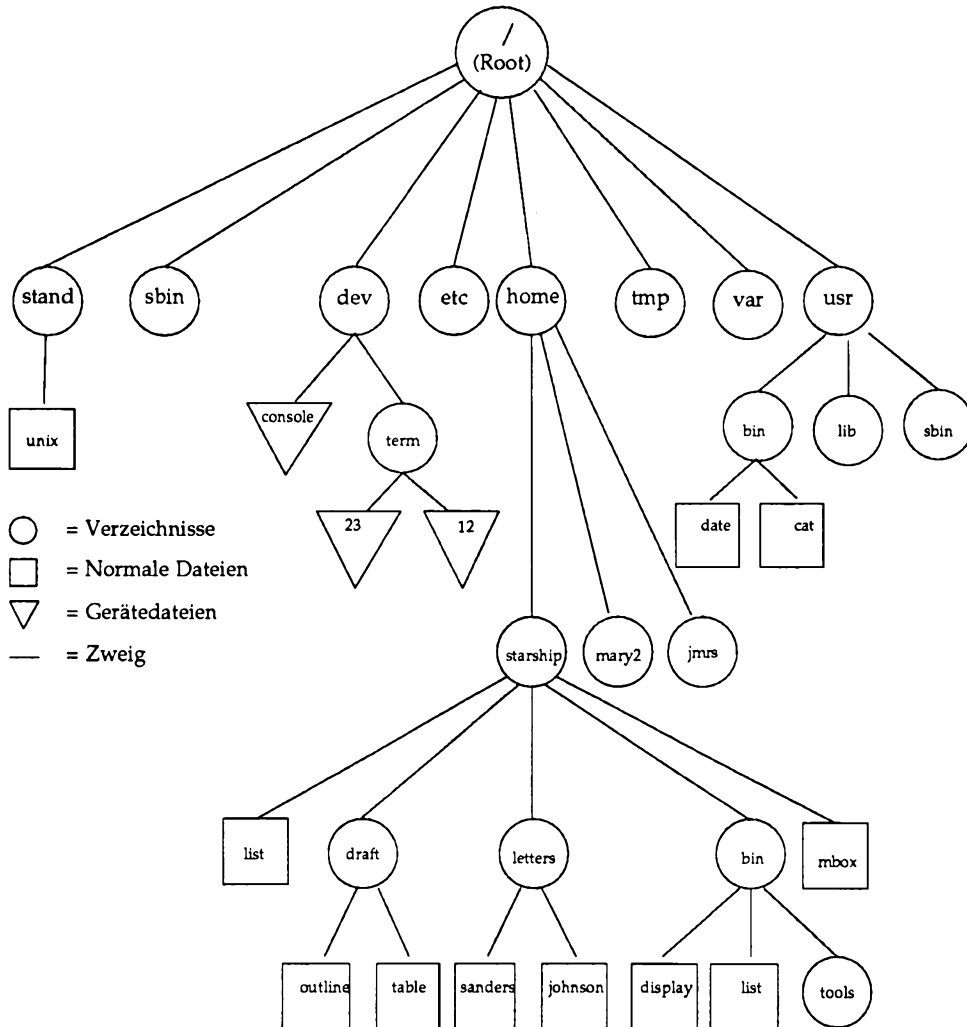 /
(Root)
stand
sbin
dev
etc
home
tmp
var
usr
unix
console
term
bin
lib
sbin
23
12
date
cat
= Verzeichnisse
= Normale Dateien
= Gerätedateien
= Zweig
starship
mary2
jmrs
list
draft
letters
bin
mbox
outline
table
sanders
johnson
display
list
tools